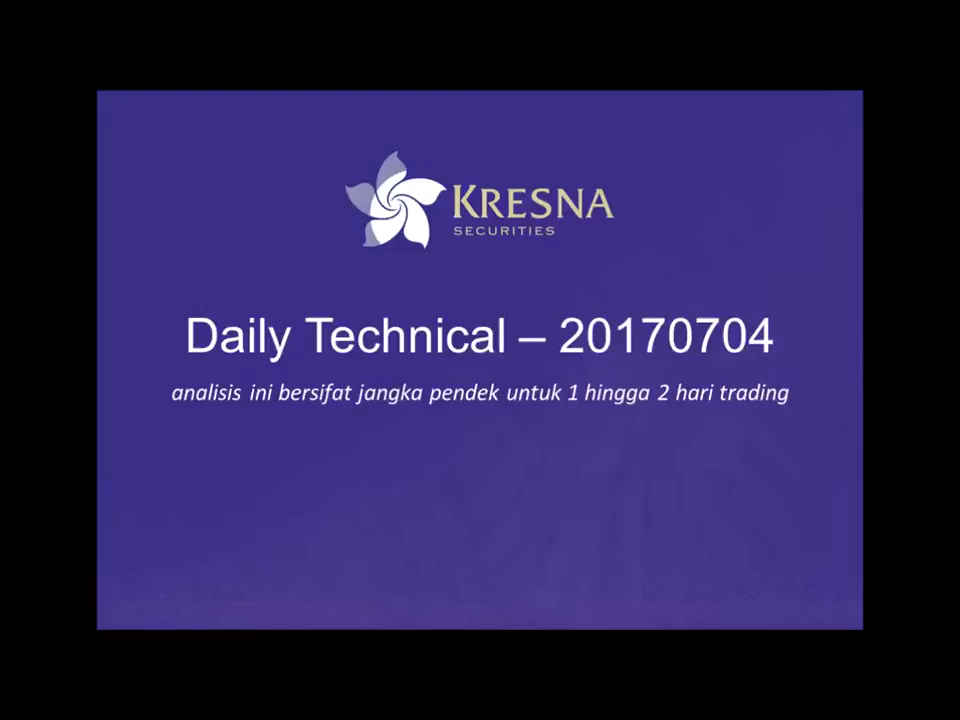 KRESNA
SECURITIES
Daily Technical – 20170704
analisis ini bersifat jangka pendek untuk 1 hingga 2 hari trading